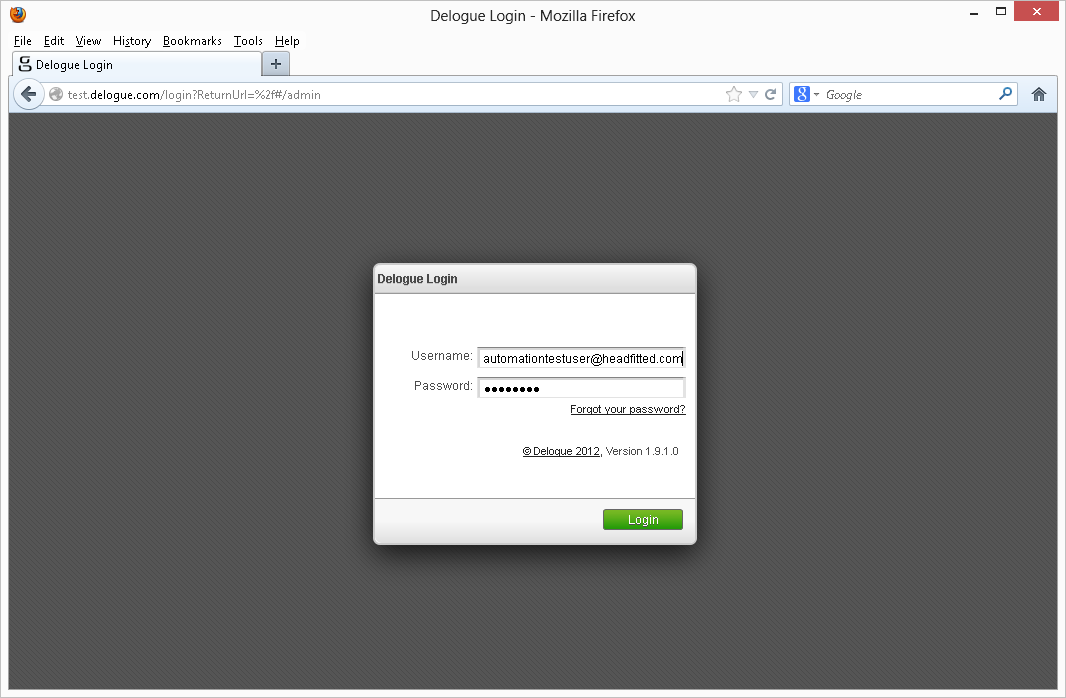 Delogue Login - Mozilla Firefox
File Edit View History Bookmarks Tools Help
Delogue Login
test.delogue.com/login?ReturnUrl=%2f#/admin
Google
Delogue Login
Username: automationtestuser@headfitted.com
Password: ••••••••
Forgot your password?
© Delogue 2012, Version 1.9.1.0
Login